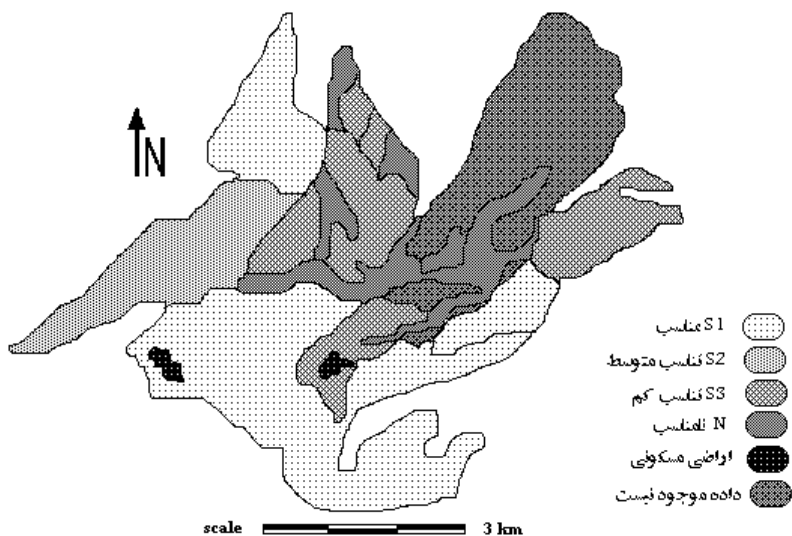 N
S1 مناسب
S2 تناسب متوسط
S3 تناسب کم
N نامناسب
اراضی مسکونی
داده موجود نیست
scale 3 km